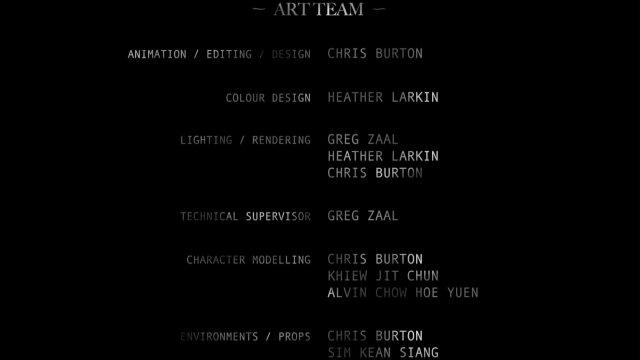 ~ ART TEAM ~
ANIMATION / EDITING / DESIGN CHRIS BURTON
COLOUR DESIGN HEATHER LARKIN
LIGHTING / RENDERING GREG ZAAL
HEATHER LARKIN
CHRIS BURTON
TECHNICAL SUPERVISOR GREG ZAAL
CHARACTER MODELLING CHRIS BURTON
KHIEW JIT CHUN
ALVIN CHOW HOE YUEN
ENVIRONMENTS / PROPS CHRIS BURTON
SIM KEAN SIANG